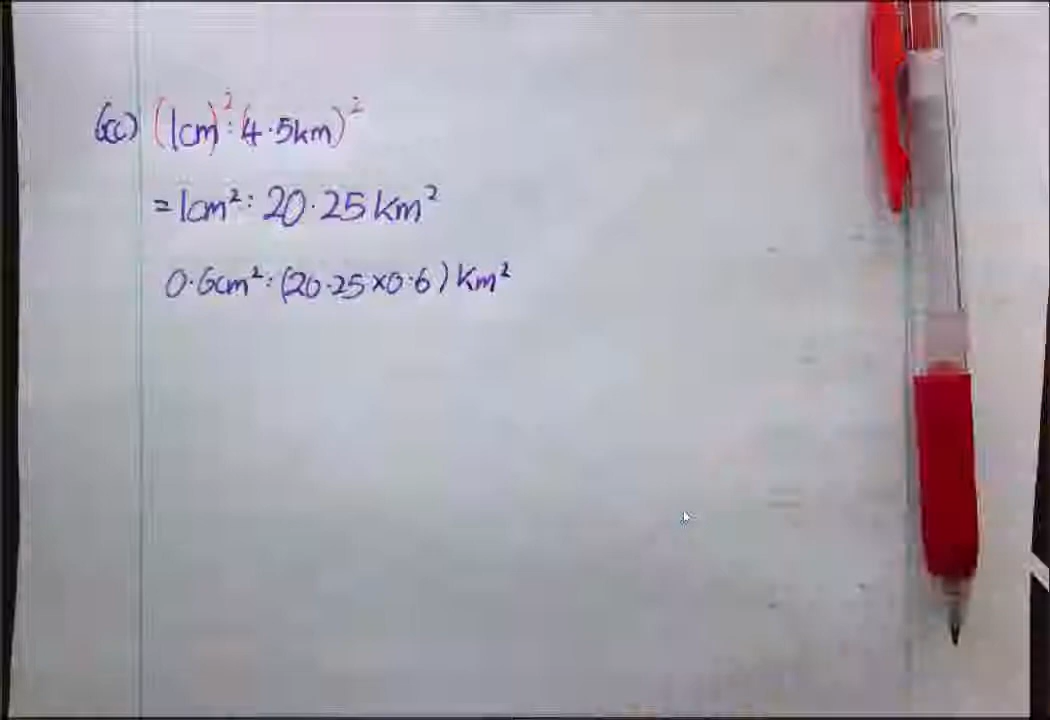 6(c) (1cm)² : (4.5km)²
= 1cm² : 20.25 km²
0.6cm² : (20.25 × 0.6) km²